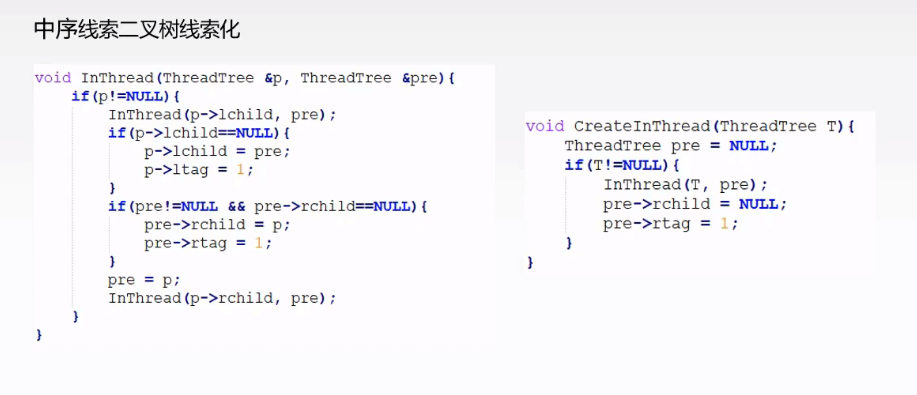 中序线索二叉树线索化
void InThread(ThreadTree &p, ThreadTree &pre){
if(p!=NULL){
InThread(p->lchild, pre);
if(p->lchild==NULL){
p->lchild = pre;
p->ltag = 1;
}
if(pre!=NULL && pre->rchild==NULL){
pre->rchild = p;
pre->rtag = 1;
}
pre = p;
InThread(p->rchild, pre);
}
}
void CreateInThread(ThreadTree T){
ThreadTree pre = NULL;
if(T!=NULL){
InThread(T, pre);
pre->rchild = NULL;
pre->rtag = 1;
}
}